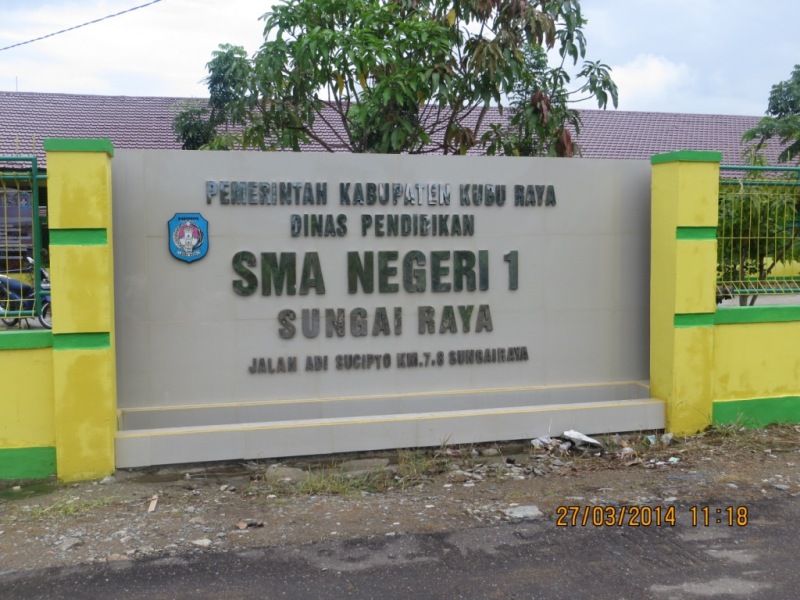 PEMERINTAH KABUPATEN KUBU RAYA
DINAS PENDIDIKAN
SMA NEGERI 1
SUNGAI RAYA
JALAN ADI SUCIPTO KM.7.8 SUNGAIRAYA
27/03/2014 11:18